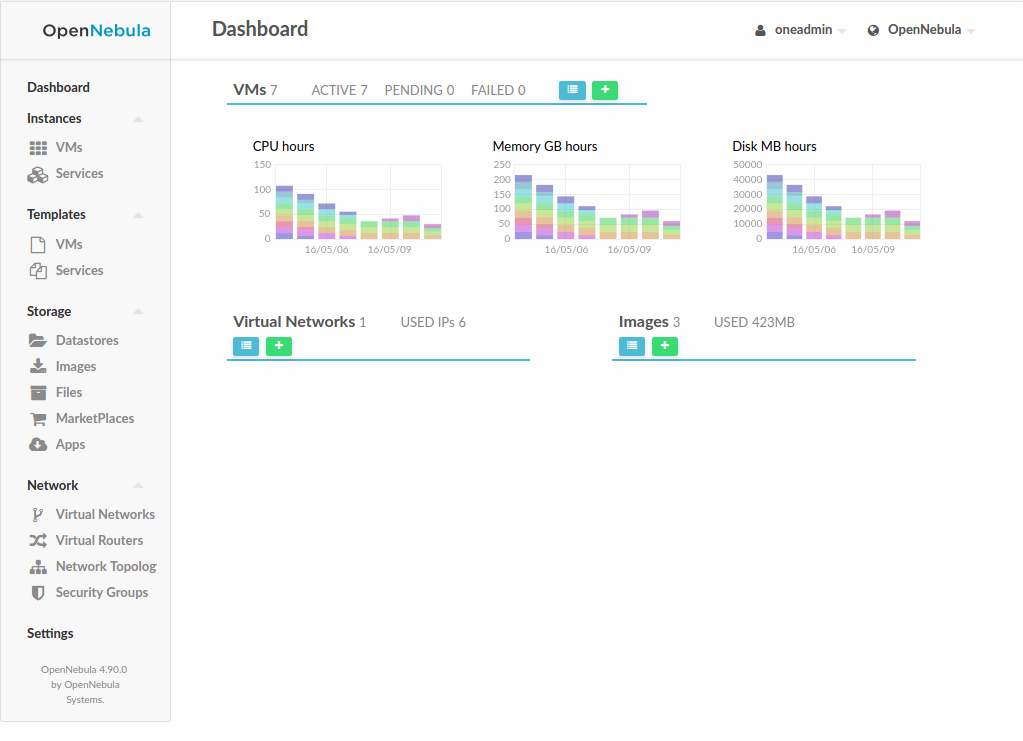 OpenNebula
Dashboard
oneadmin
OpenNebula
Dashboard
Instances
VMs
Services
Templates
VMs
Services
Storage
Datastores
Images
Files
MarketPlaces
Apps
Network
Virtual Networks
Virtual Routers
Network Topolog
Security Groups
Settings
OpenNebula 4.90.0
by OpenNebula
Systems.
VMs 7 ACTIVE 7 PENDING 0 FAILED 0
CPU hours
150
100
50
0
16/05/06 16/05/09
Memory GB hours
250
200
150
100
50
0
16/05/06 16/05/09
Disk MB hours
50000
40000
30000
20000
10000
0
16/05/06 16/05/09
Virtual Networks 1 USED IPs 6
Images 3 USED 423MB